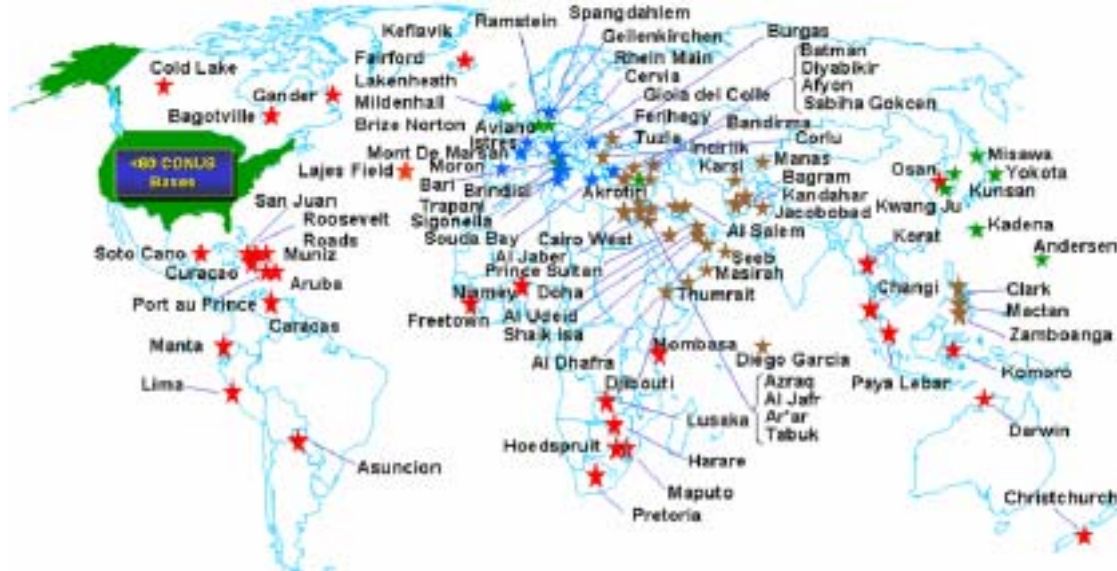 Keflavik
Ramstein
Spangdahlem
Geilenkirchen
Rhein Main
Cervia
Gioia del Colle
Ferihegy
Tuzla
Burgas
Batman
Diyabikir
Afyon
Sabiha Gokcen
Bandirma
Corlu
Cold Lake
Gander
Bagotville
Fairford
Lakenheath
Mildenhall
Brize Norton
Aviano
Istres
Mont De Marsan
Lajes Field
Moron
Bari
Brindisi
Trapani
Sigonella
Souda Bay
Akrotiri
Incirlik
Karsi
Manas
Bagram
Kandahar
Jacobobad
Osan
Kwang Ju
Misawa
Yokota
Kunsan
Kadena
Andersen
<60 CONUS
Bases
San Juan
Roosevelt
Roads
Muniz
Soto Cano
Curaçao
Aruba
Port au Prince
Caracas
Manta
Lima
Asuncion
Cairo West
Al Jaber
Prince Sultan
Doha
Al Udeid
Shaik Isa
Al Dhafra
Al Salem
Seeb
Masirah
Thumrait
Niamey
Freetown
Mombasa
Djibouti
Diego Garcia
Azraq
Al Jafr
Ar'ar
Tabuk
Lusaka
Hoedspruit
Harare
Maputo
Pretoria
Korat
Changi
Paya Lebar
Clark
Mactan
Zamboanga
Komoro
Darwin
Christchurch